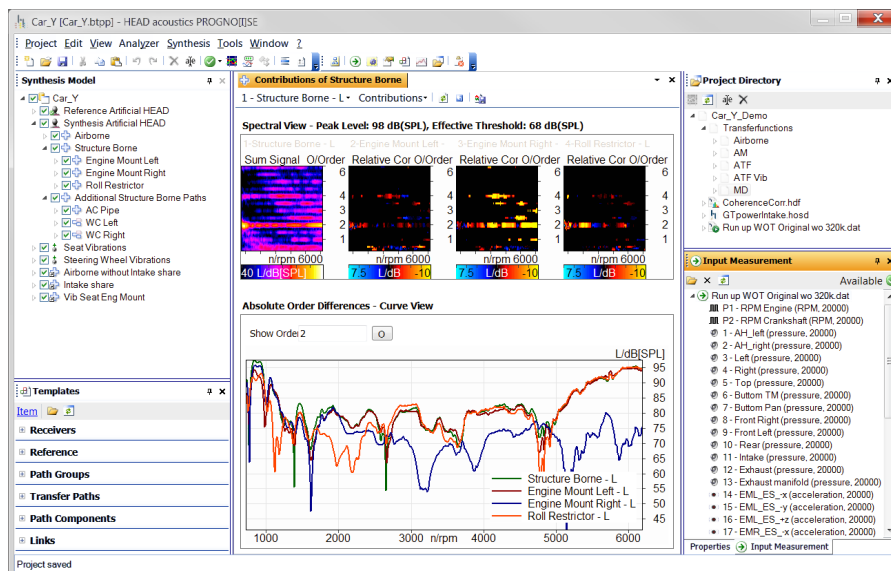 Car_Y [Car_Y.btpp] - HEAD acoustics PROGNO[I]SE
Project Edit View Analyzer Synthesis Tools Window ?
Synthesis Model
Car_Y
Reference Artificial HEAD
Synthesis Artificial HEAD
Airborne
Structure Borne
Engine Mount Left
Engine Mount Right
Roll Restrictor
Additional Structure Borne Paths
AC Pipe
WC Left
WC Right
Seat Vibrations
Steering Wheel Vibrations
Airborne without Intake share
Intake share
Vib Seat Eng Mount
Templates
Item
Receivers
Reference
Path Groups
Transfer Paths
Path Components
Links
Project saved
Contributions of Structure Borne
1 - Structure Borne - L Contributions
Spectral View - Peak Level: 98 dB(SPL), Effective Threshold: 68 dB(SPL)
1-Structure Borne - L 2-Engine Mount Left - 3-Engine Mount Right - 4-Roll Restrictor - L
Sum Signal O/Order Relative Cor O/Order Relative Cor O/Order Relative Cor O/Order
6 6 6 6
4 4 4 4
3 3 3 3
2 2 2 2
1 1 1 1
n/rpm 6000 n/rpm 6000 n/rpm 6000 n/rpm 6000
40 L/dB[SPL] 7.5 L/dB -10 7.5 L/dB -10 7.5 L/dB -10
Absolute Order Differences - Curve View
Show Orde 2 O
L/dB[SPL]
95
90
85
80
75
70
65
60
55
50
45
Structure Borne - L
Engine Mount Left - L
Engine Mount Right - L
Roll Restrictor - L
1000 2000 n/rpm 3000 4000 5000 6000
Project Directory
Car_Y_Demo
Transferfunctions
Airborne
AM
ATF
ATF Vib
MD
CoherenceCorr.hdf
GTpowerIntake.hosd
Run up WOT Original wo 320k.dat
Input Measurement
Available
Run up WOT Original wo 320k.dat
P1 - RPM Engine (RPM, 20000)
P2 - RPM Crankshaft (RPM, 20000)
1 - AH_left (pressure, 20000)
2 - AH_right (pressure, 20000)
3 - Left (pressure, 20000)
4 - Right (pressure, 20000)
5 - Top (pressure, 20000)
6 - Buttom TM (pressure, 20000)
7 - Buttom Pan (pressure, 20000)
8 - Front Right (pressure, 20000)
9 - Front Left (pressure, 20000)
10 - Rear (pressure, 20000)
11 - Intake (pressure, 20000)
12 - Exhaust (pressure, 20000)
13 - Exhaust manifold (pressure, 20000)
14 - EML_ES_-x (acceleration, 20000)
15 - EML_ES_-y (acceleration, 20000)
16 - EML_ES_+z (acceleration, 20000)
17 - EMR_ES_-x (acceleration, 20000)
Properties Input Measurement